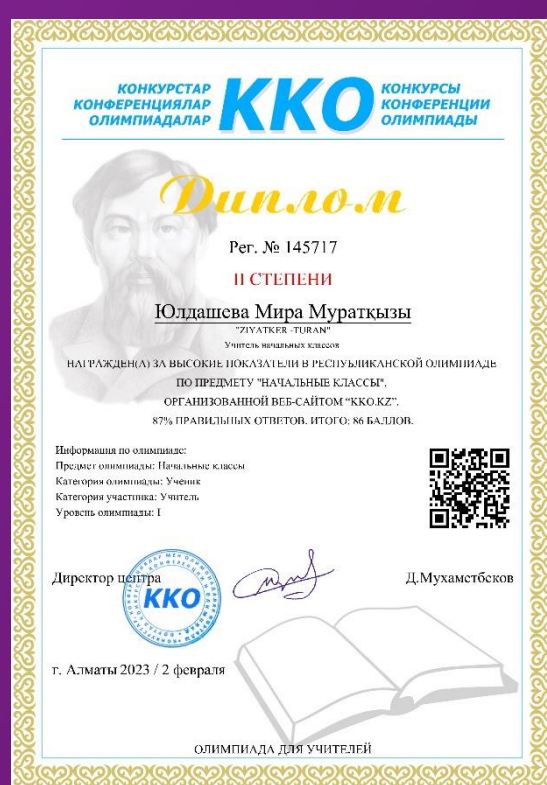 КОНКУРСТАР
КОНФЕРЕНЦИЯЛАР
ОЛИМПИАДАЛАР
ККО
КОНКУРСЫ
КОНФЕРЕНЦИИ
ОЛИМПИАДЫ
Диплом
Рег. № 145717
II СТЕПЕНИ
Юлдашева Мира Муратқызы
"ZIYATKER -TURAN"
Учитель начальных классов
НАГРАЖДЕН(А) ЗА ВЫСОКИЕ ПОКАЗАТЕЛИ В РЕСПУБЛИКАНСКОЙ ОЛИМПИАДЕ
ПО ПРЕДМЕТУ "НАЧАЛЬНЫЕ КЛАССЫ",
ОРГАНИЗОВАННОЙ ВЕБ-САЙТОМ “KKO.KZ”.
87% ПРАВИЛЬНЫХ ОТВЕТОВ. ИТОГО: 86 БАЛЛОВ.
Информация по олимпиаде:
Предмет олимпиады: Начальные классы
Категория олимпиады: Ученик
Категория участника: Учитель
Уровень олимпиады: I
Директор центра
ККО
Д.Мухаметбеков
г. Алматы 2023 / 2 февраля
ОЛИМПИАДА ДЛЯ УЧИТЕЛЕЙ